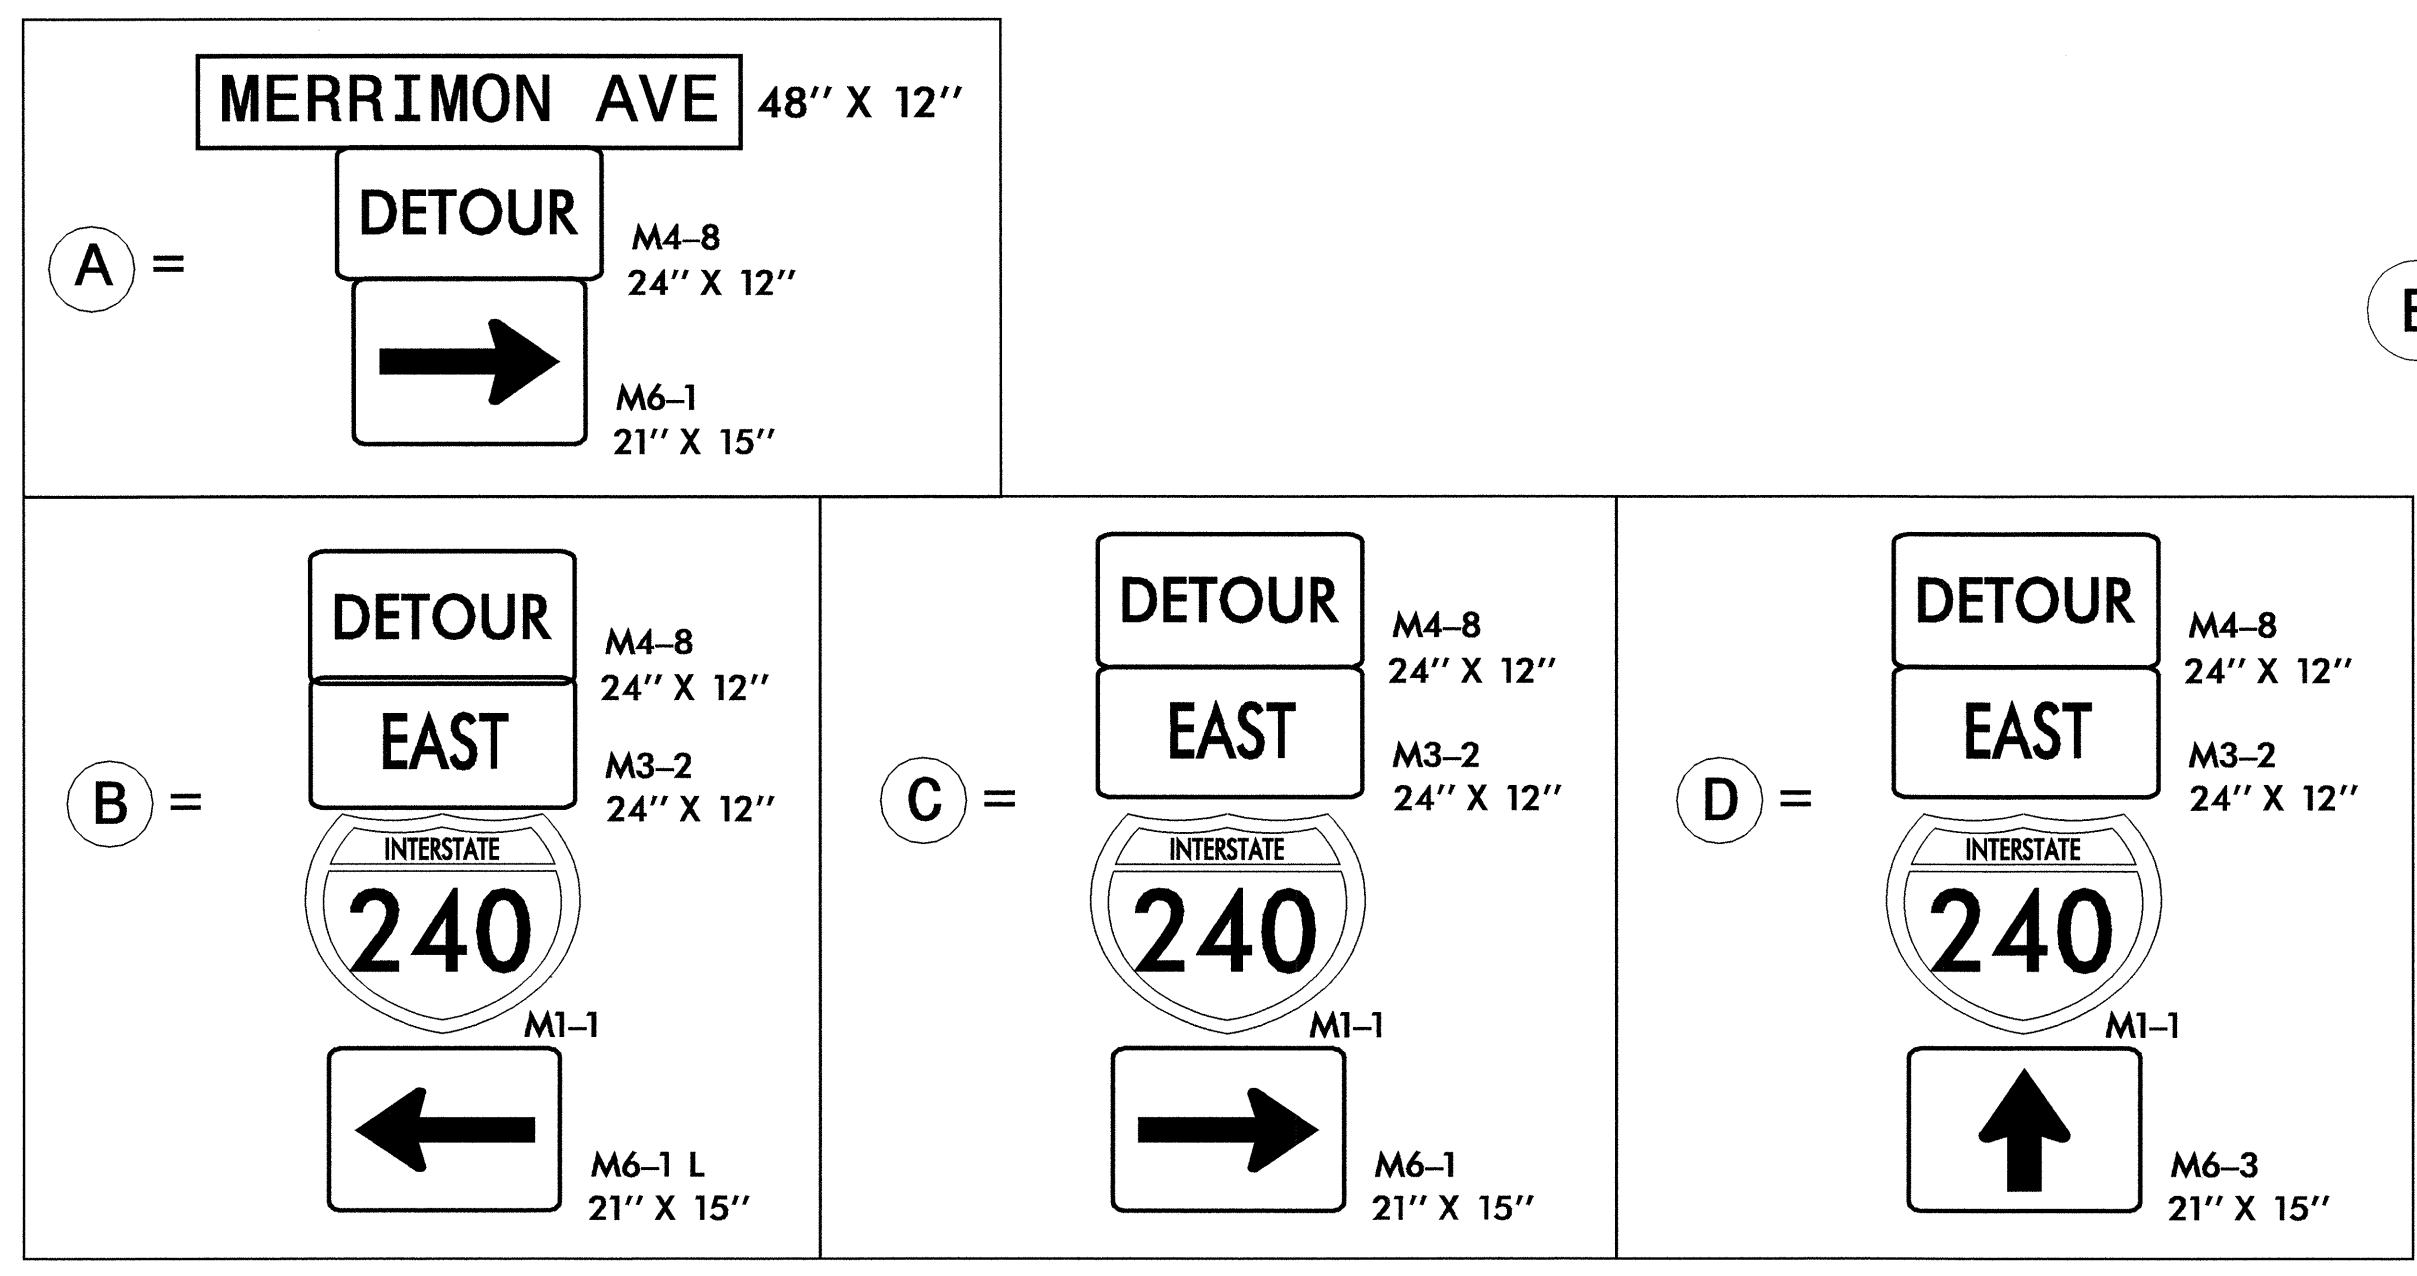 MERRIMON AVE 48" X 12"
DETOUR
M4–8
24" X 12"
A =
M6–1
21" X 15"
DETOUR
M4–8
24" X 12"
EAST
M3–2
24" X 12"
B =
INTERSTATE
240
M1–1
M6–1 L
21" X 15"
DETOUR
M4–8
24" X 12"
EAST
M3–2
24" X 12"
C =
INTERSTATE
240
M1–1
M6–1
21" X 15"
DETOUR
M4–8
24" X 12"
EAST
M3–2
24" X 12"
D =
INTERSTATE
240
M1–1
M6–3
21" X 15"